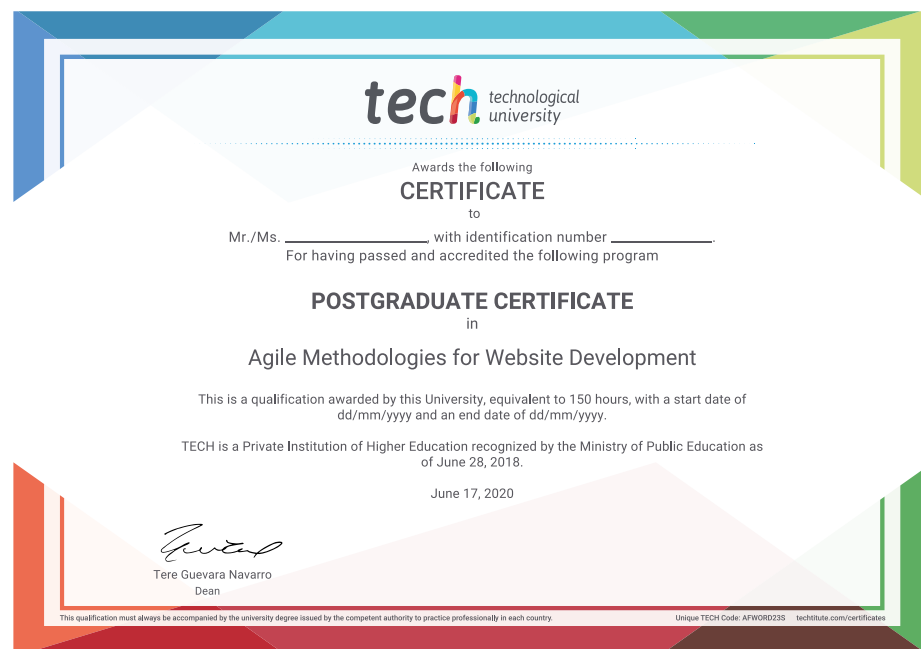 tech technological
university
Awards the following
CERTIFICATE
to
Mr./Ms. ____________________, with identification number ______________.
For having passed and accredited the following program
POSTGRADUATE CERTIFICATE
in
Agile Methodologies for Website Development
This is a qualification awarded by this University, equivalent to 150 hours, with a start date of
dd/mm/yyyy and an end date of dd/mm/yyyy.
TECH is a Private Institution of Higher Education recognized by the Ministry of Public Education as
of June 28, 2018.
June 17, 2020
Tere Guevara Navarro
Dean
This qualification must always be accompanied by the university degree issued by the competent authority to practice professionally in each country. Unique TECH Code: AFWORD23S techtitute.com/certificates